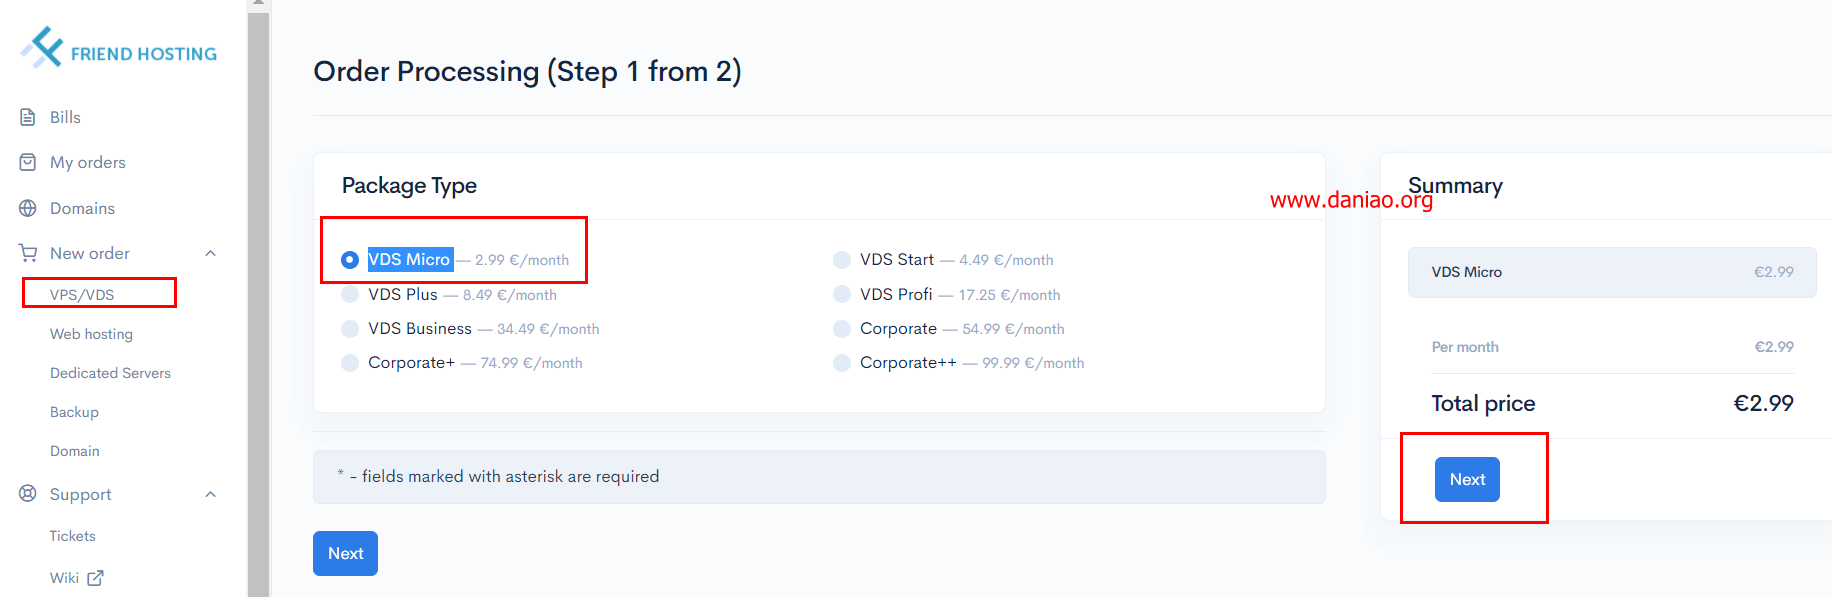 FRIEND HOSTING
Bills
My orders
Domains
New order
VPS/VDS
Web hosting
Dedicated Servers
Backup
Domain
Support
Tickets
Wiki
Order Processing (Step 1 from 2)
Package Type
VDS Micro — 2.99 €/month
VDS Start — 4.49 €/month
VDS Plus — 8.49 €/month
VDS Profi — 17.25 €/month
VDS Business — 34.49 €/month
Corporate — 54.99 €/month
Corporate+ — 74.99 €/month
Corporate++ — 99.99 €/month
* - fields marked with asterisk are required
Next
Summary
www.daniao.org
VDS Micro €2.99
Per month €2.99
Total price €2.99
Next